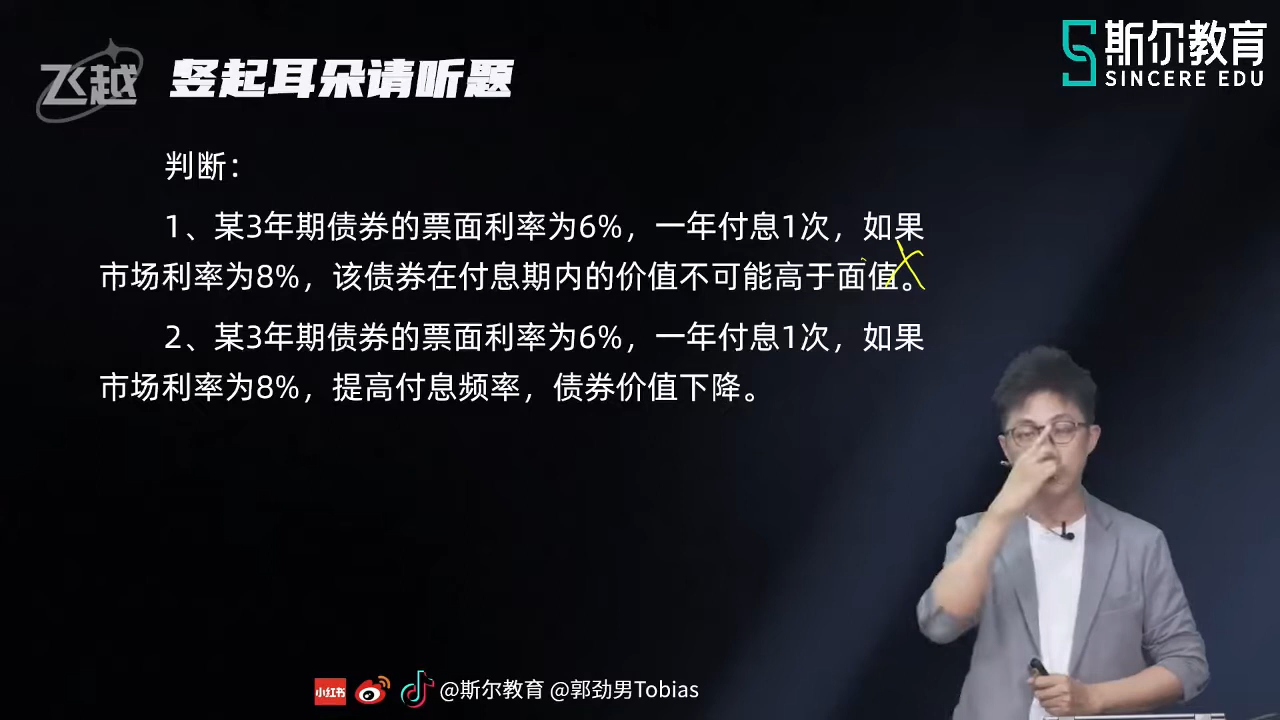 飞越
竖起耳朵请听题
斯尔教育
SINCERE EDU
判断：
1、某3年期债券的票面利率为6%，一年付息1次，如果
市场利率为8%，该债券在付息期内的价值不可能高于面值。
2、某3年期债券的票面利率为6%，一年付息1次，如果
市场利率为8%，提高付息频率，债券价值下降。
小红书
@斯尔教育 @郭劲男Tobias